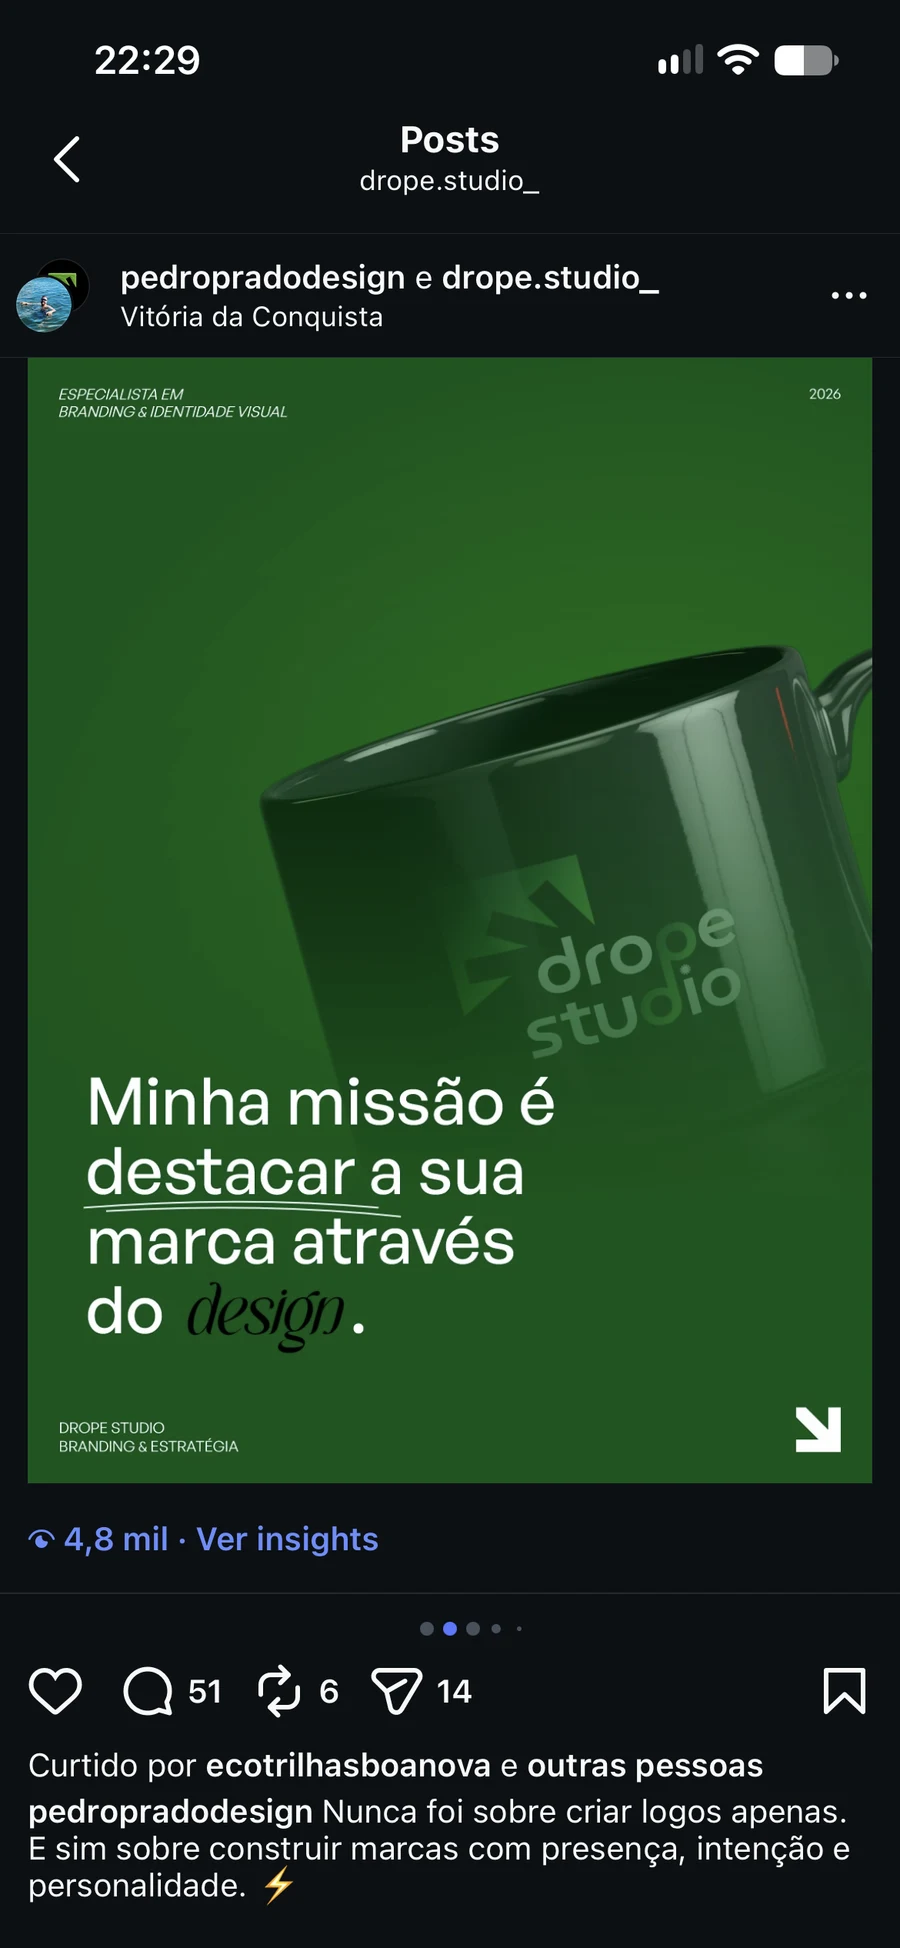 22:29
Posts
drope.studio_
pedropradodesign e drope.studio_
Vitória da Conquista
ESPECIALISTA EM
BRANDING & IDENTIDADE VISUAL
2026
drope
studio
Minha missão é
destacar a sua
marca através
do design.
DROPE STUDIO
BRANDING & ESTRATÉGIA
4,8 mil · Ver insights
51
6
14
Curtido por ecotrilhasboanova e outras pessoas
pedropradodesign Nunca foi sobre criar logos apenas.
E sim sobre construir marcas com presença, intenção e
personalidade. ⚡